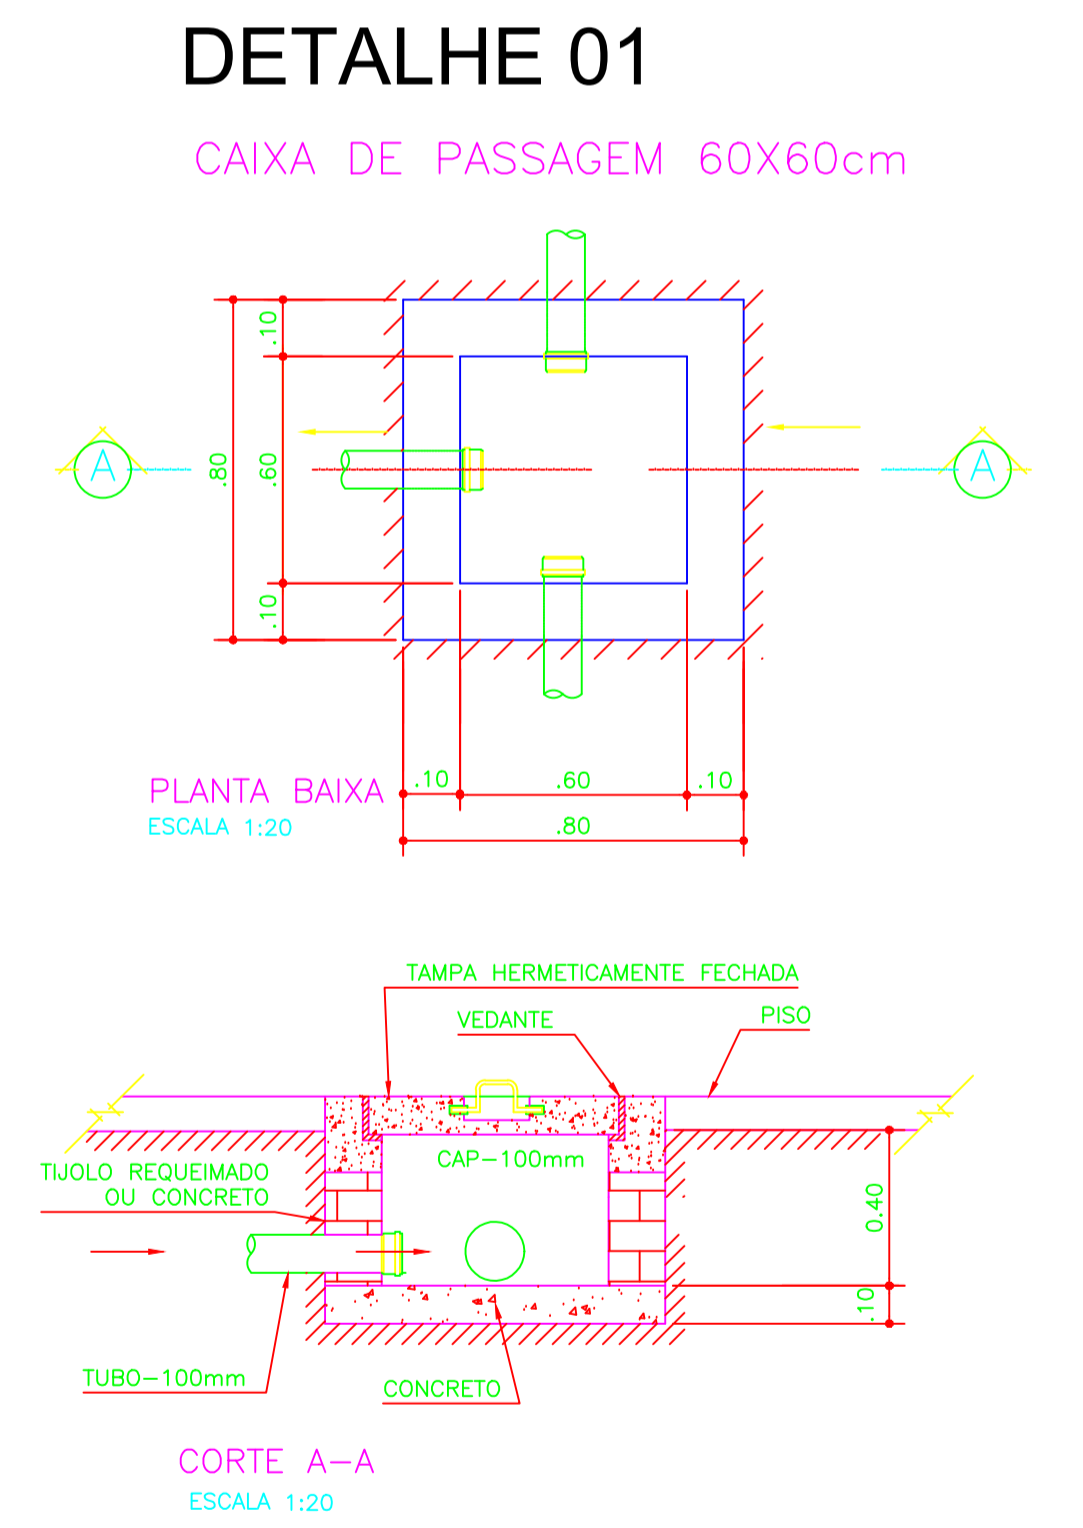 DETALHE 01
CAIXA DE PASSAGEM 60X60cm
.10
.80
.60
.10
A
A
.10
.60
.10
.80
PLANTA BAIXA
ESCALA 1:20
TAMPA HERMETICAMENTE FECHADA
VEDANTE
PISO
CAP-100mm
TIJOLO REQUEIMADO
OU CONCRETO
0.40
.10
TUBO-100mm
CONCRETO
CORTE A-A
ESCALA 1:20